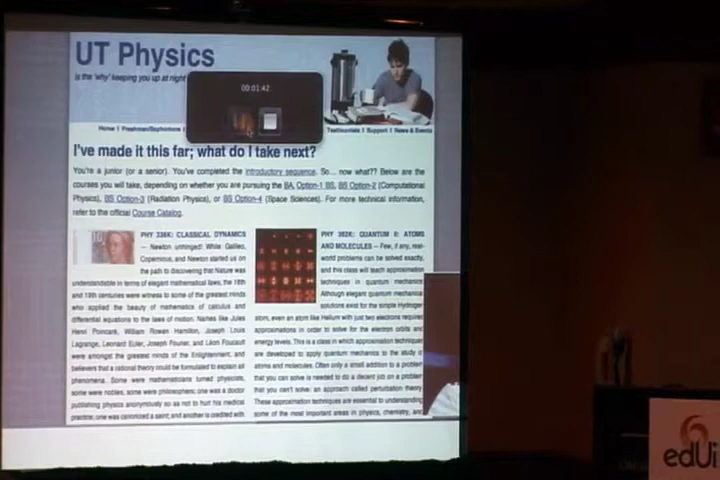 UT Physics
is the 'why' keeping you up at night
00:01:42
Home | Freshman/Sophomore |
Testimonials | Support | News & Events
I've made it this far; what do I take next?
You're a junior (or a senior). You've completed the introductory sequence. So... now what?? Below are the
courses you will take, depending on whether you are pursuing the BA, Option-1 BS, BS Option-2 (Computational
Physics), BS Option-3 (Radiation Physics), or BS Option-4 (Space Sciences). For more technical information,
refer to the official Course Catalog.
PHY 336K: CLASSICAL DYNAMICS
— Newton unhinged! While Galileo,
Copernicus, and Newton started us on
the path to discovering that Nature was
understandable in terms of elegant mathematical laws, the 18th
and 19th centuries were witness to some of the greatest minds
who applied the beauty of mathematics of calculus and
differential equations to the laws of motion. Names like Jules
Henri Poincaré, William Rowan Hamilton, Joseph Louis
Lagrange, Leonard Euler, Joseph Fourier, and Léon Foucault
were amongst the greatest minds of the Enlightenment, and
believers that a rational theory could be formulated to explain all
phenomena. Some were mathematicians turned physicists,
some were nobles, some were philosophers; one was a doctor
publishing physics anonymously so as not to hurt his medical
practice; one was canonized a saint; and another is credited with
PHY 362K: QUANTUM II: ATOMS
AND MOLECULES — Few, if any, real-
world problems can be solved exactly,
and this class will teach approximation
techniques in quantum mechanics
Although elegant quantum mechanical
solutions exist for the simple Hydrogen
atom, even an atom like Helium with just two electrons requires
approximations in order to solve for the electron orbits and
energy levels. This is a class in which approximation techniques
are developed to apply quantum mechanics to the study of
atoms and molecules. Often only a small addition to a problem
that you can solve is needed to do a decent job on a problem
that you can't solve: an approach called perturbation theory
These approximation techniques are essential to understanding
some of the most important areas in physics, chemistry, and
edUi